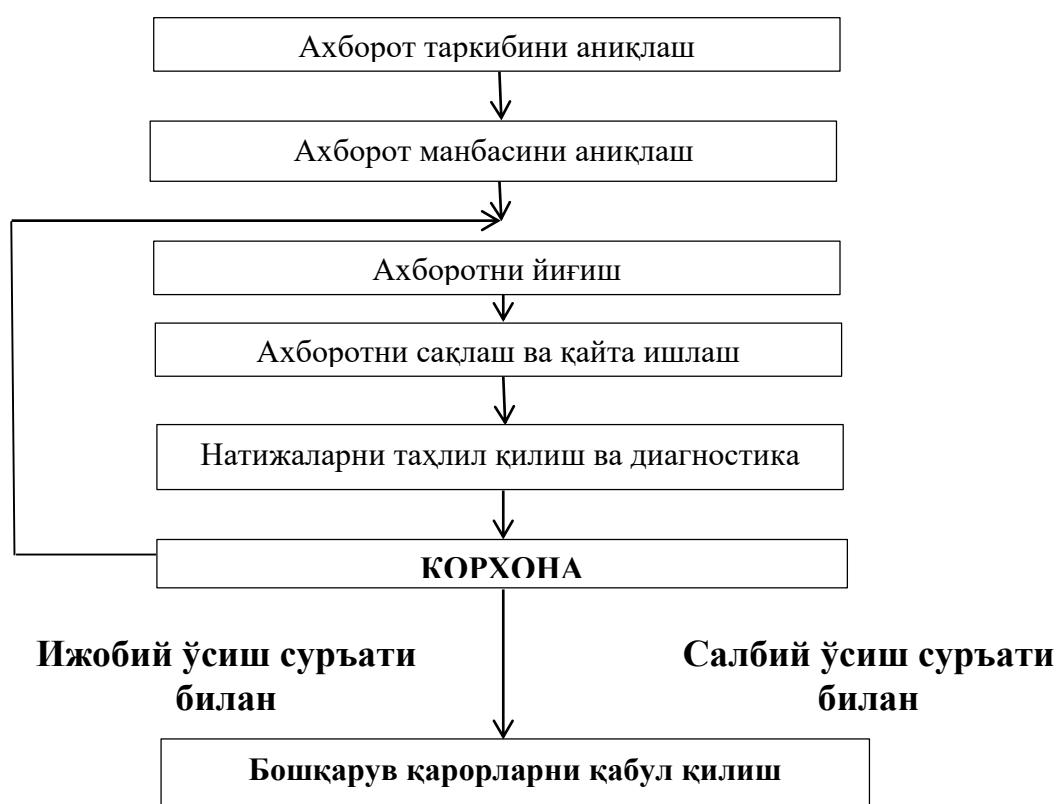 Ахборот таркибини аниқлаш
Ахборот манбасини аниқлаш
Ахборотни йиғиш
Ахборотни сақлаш ва қайта ишлаш
Натижаларни таҳлил қилиш ва диагностика
КОРХОНА
Ижобий ўсиш суръати
билан
Салбий ўсиш суръати
билан
Бошқарув қарорларни қабул қилиш